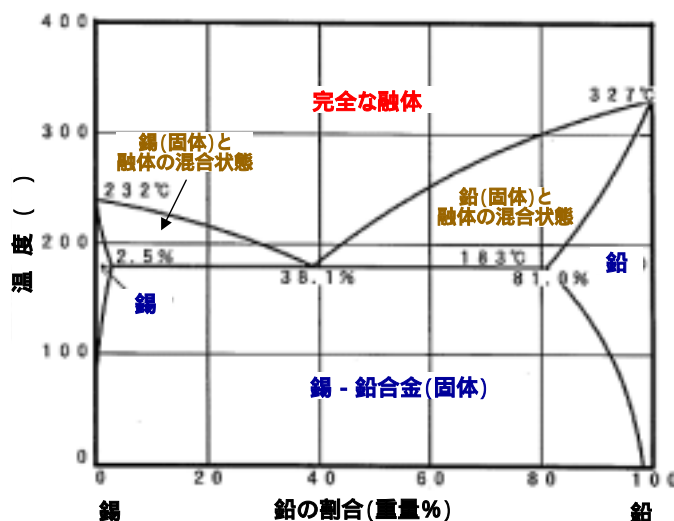 400
完全な融体
327℃
300
錫(固体)と
融体の混合状態
232℃
鉛(固体)と
融体の混合状態
温 度 ( )
200
2.5%
183℃
鉛
38.1%
81.0%
錫
100
錫 - 鉛合金(固体)
0
0 20 40 60 80 100
錫 鉛の割合(重量%) 鉛